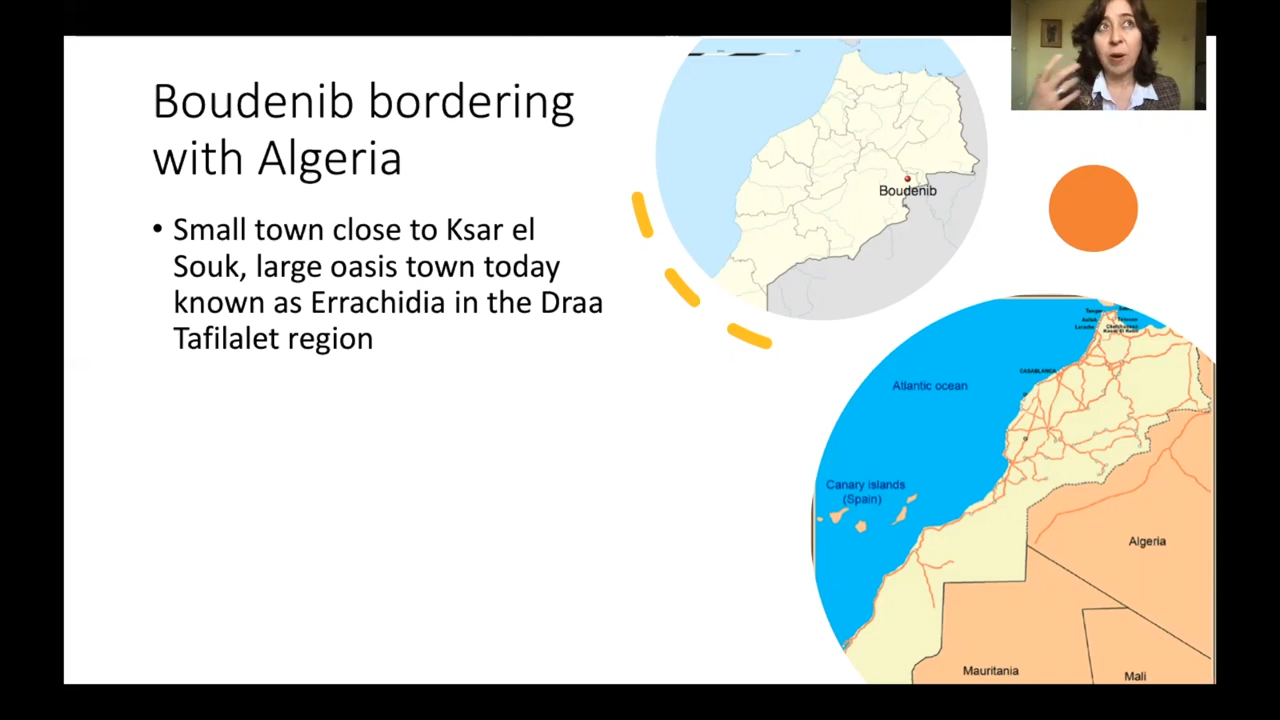 Boudenib bordering
with Algeria
• Small town close to Ksar el
Souk, large oasis town today
known as Errachidia in the Draa
Tafilalet region
Boudenib
CASABLANCA
Atlantic ocean
Canary islands
(Spain)
Algeria
Mauritania
Mali